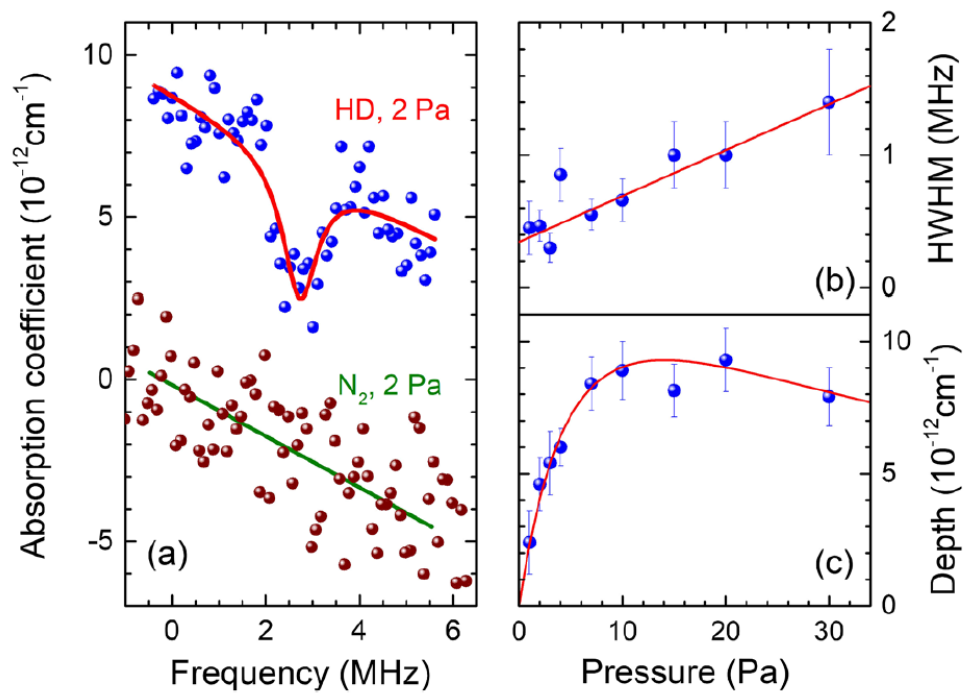 Absorption coefficient (10⁻¹²cm⁻¹)
10
5
0
-5
HD, 2 Pa
N₂, 2 Pa
(a)
0 2 4 6
Frequency (MHz)
2
1
0
HWHM (MHz)
(b)
10
5
0
Depth (10⁻¹²cm⁻¹)
(c)
0 10 20 30
Pressure (Pa)